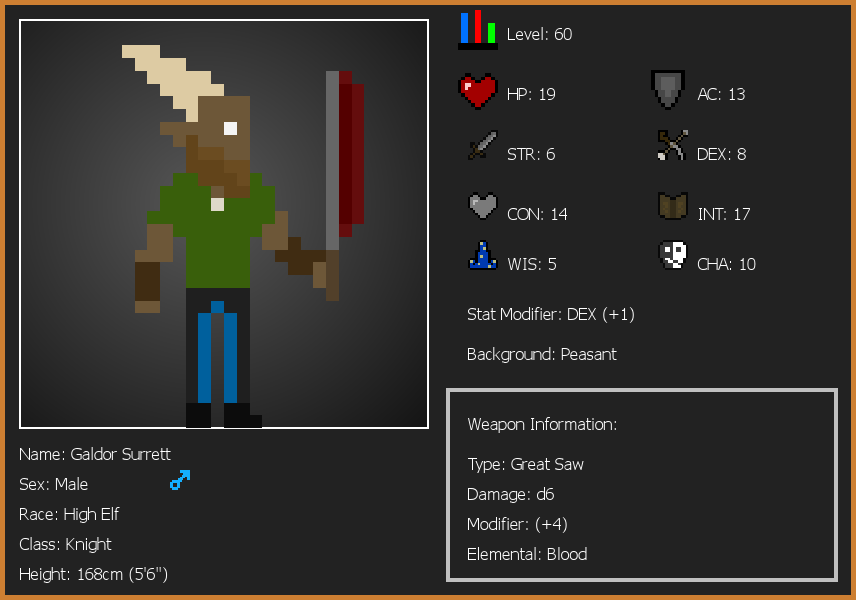 Level: 60
HP: 19
AC: 13
STR: 6
DEX: 8
CON: 14
INT: 17
WIS: 5
CHA: 10
Stat Modifier: DEX (+1)
Background: Peasant
Weapon Information:
Type: Great Saw
Damage: d6
Modifier: (+4)
Elemental: Blood
Name: Galdor Surrett
Sex: Male
Race: High Elf
Class: Knight
Height: 168cm (5'6")